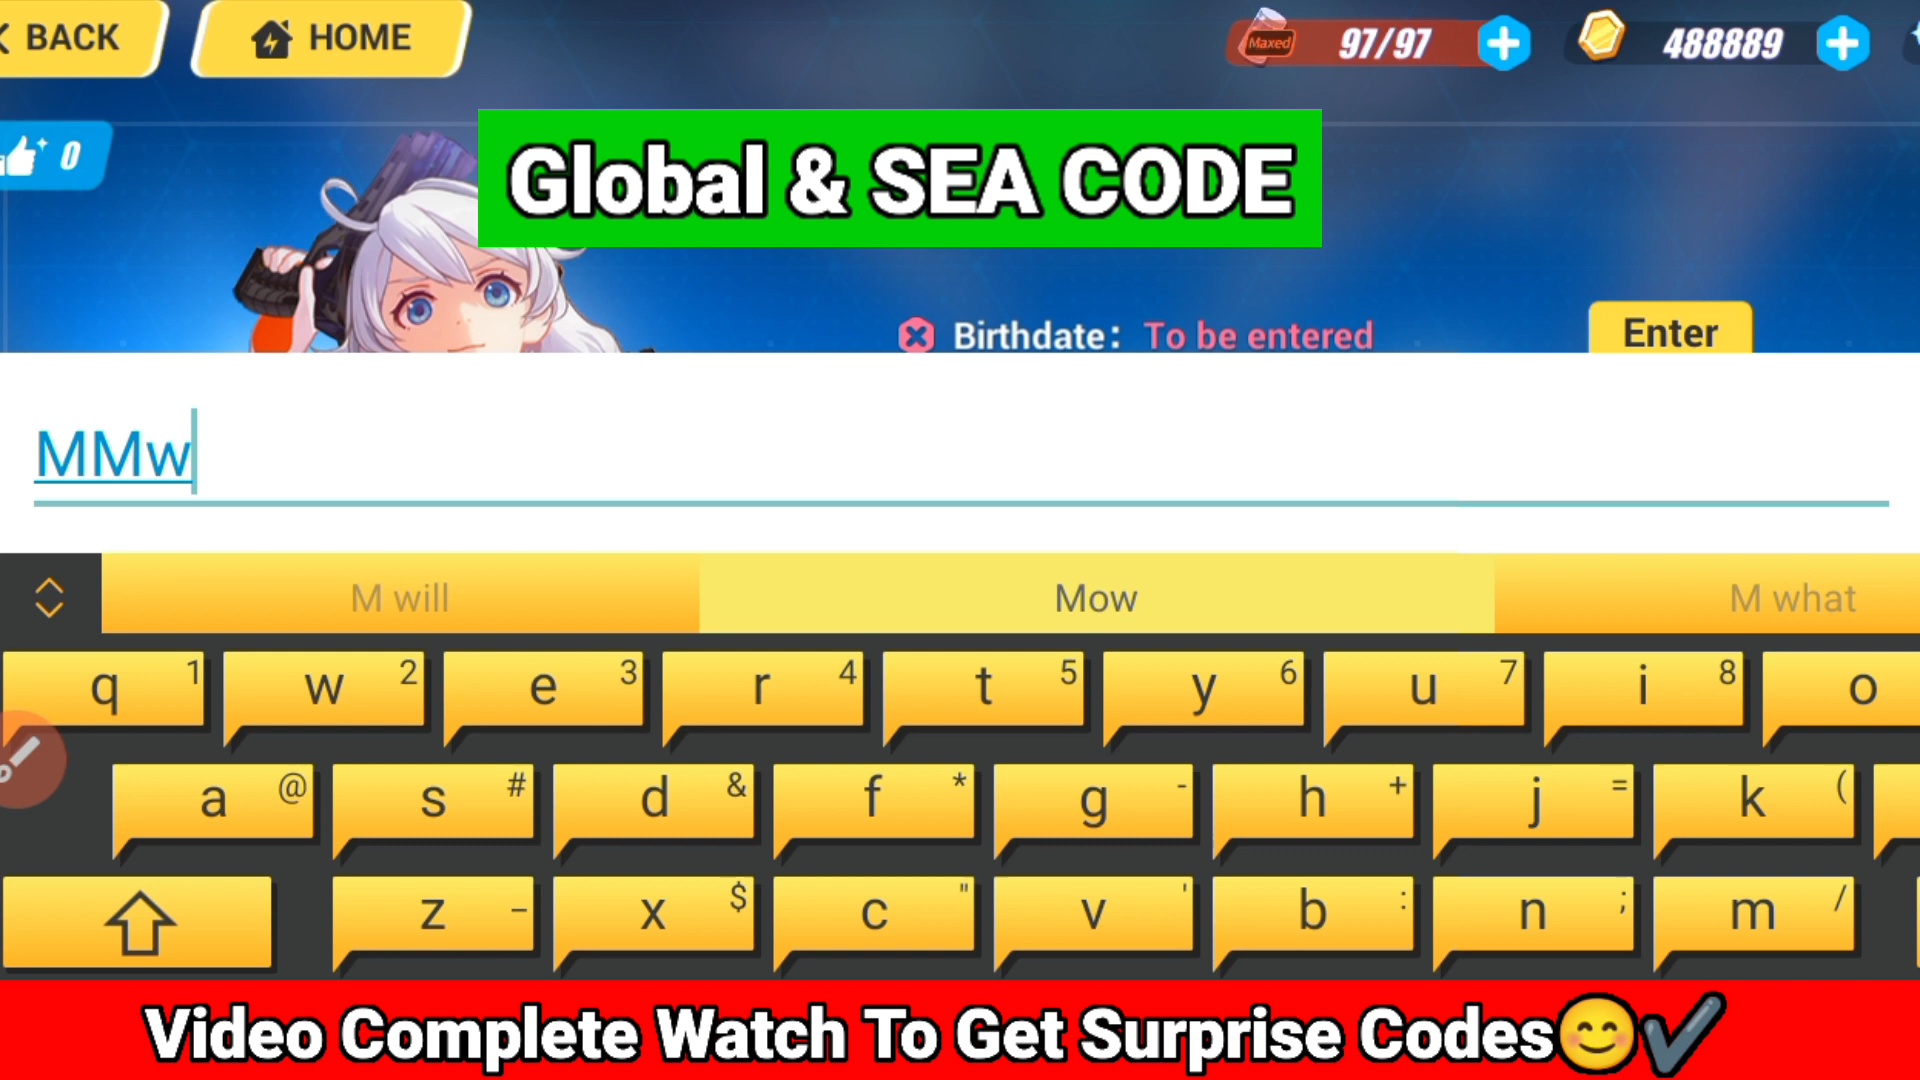 BACK
HOME
Maxed
97/97
488889
0
Global & SEA CODE
Birthdate: To be entered
Enter
MMw
M will
Mow
M what
q 1 w 2 e 3 r 4 t 5 y 6 u 7 i 8 o
a @ s # d & f * g - h + j = k (
z _ x $ c " v ' b : n ; m /
Video Complete Watch To Get Surprise Codes😊✔